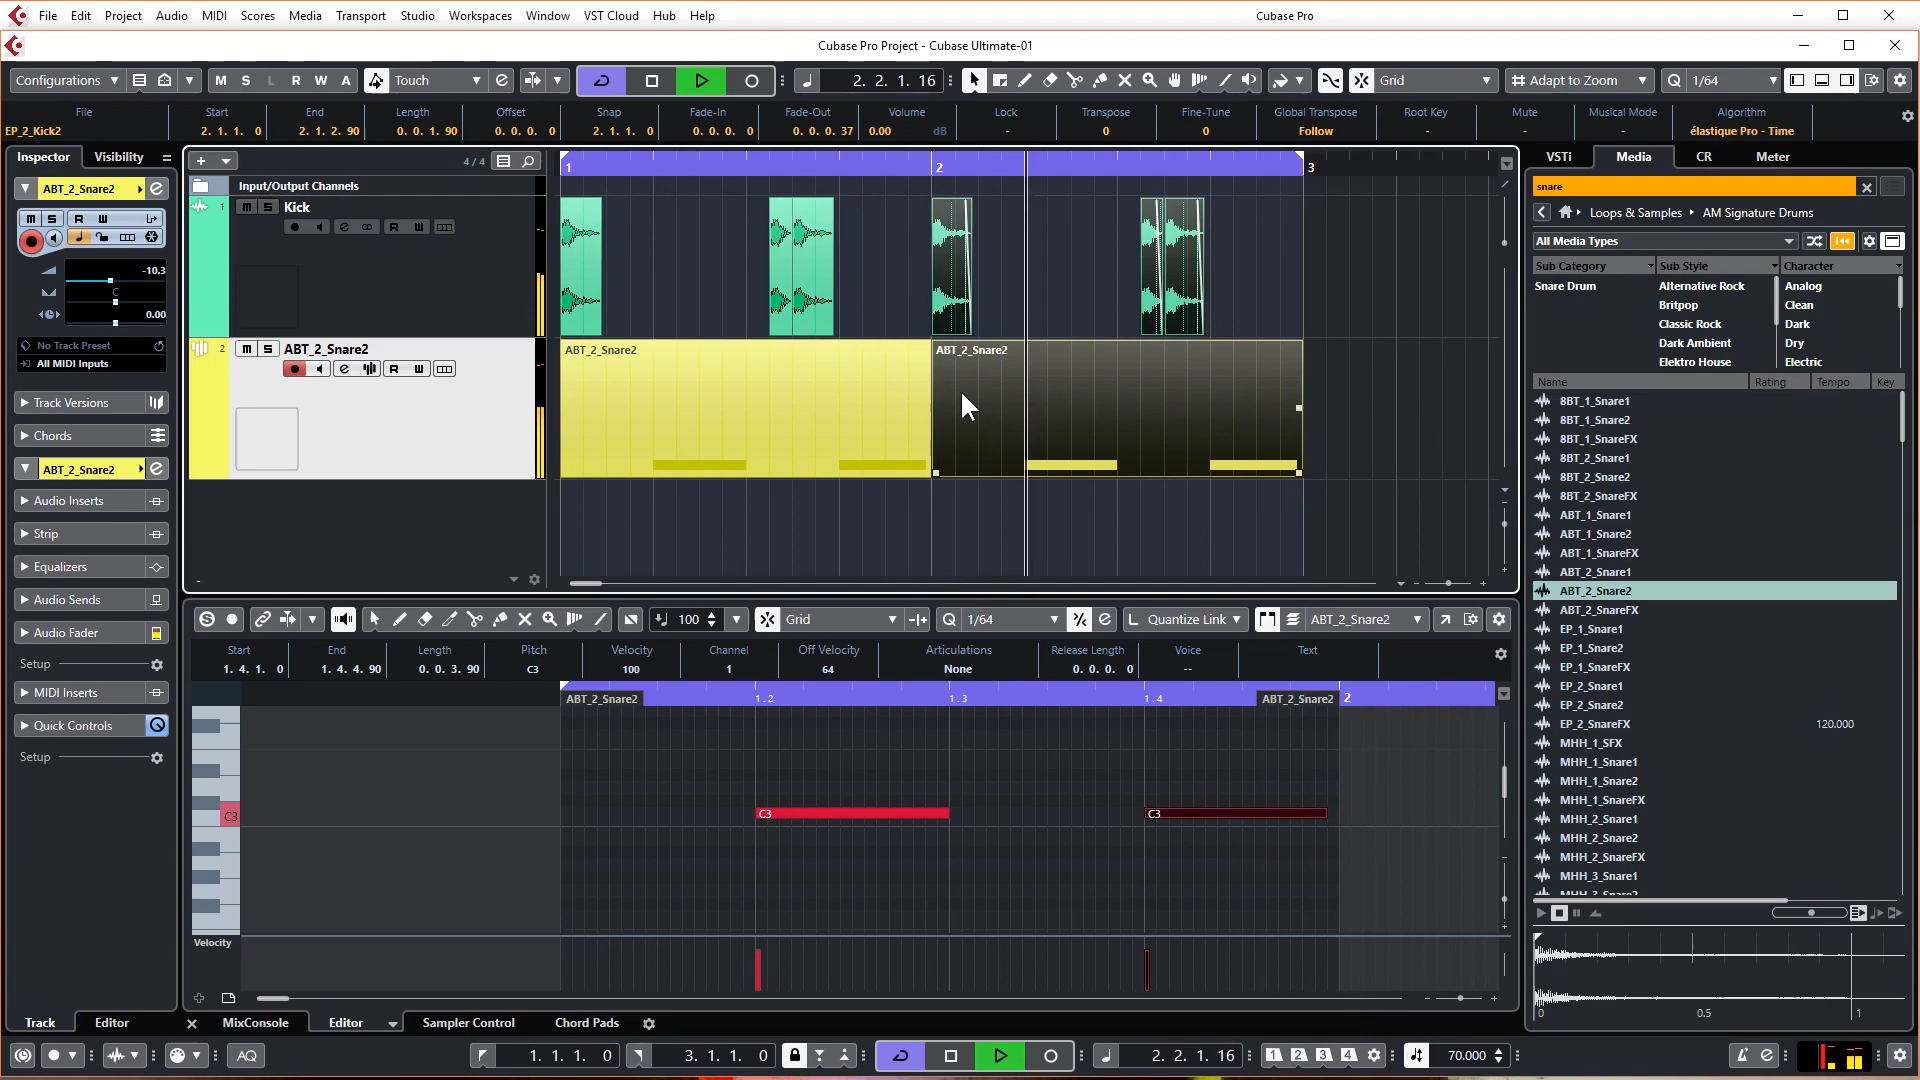 File Edit Project Audio MIDI Scores Media Transport Studio Workspaces Window VST Cloud Hub Help Cubase Pro
Cubase Pro Project - Cubase Ultimate-01
Configurations M S L R W A Touch 2. 2. 1. 16 Grid Adapt to Zoom Q 1/64
File Start End Length Offset Snap Fade-In Fade-Out Volume Lock Transpose Fine-Tune Global Transpose Root Key Mute Musical Mode Algorithm
EP_2_Kick2 2. 1. 1. 0 2. 1. 2. 90 0. 0. 1. 90 0. 0. 0. 0 2. 1. 1. 0 0. 0. 0. 0 0. 0. 0. 37 0.00 dB - 0 0 Follow - - - élastique Pro - Time
Inspector Visibility
ABT_2_Snare2
M S R W
-10.3
C
0.00
No Track Preset
All MIDI Inputs
Track Versions
Chords
ABT_2_Snare2
Audio Inserts
Strip
Equalizers
Audio Sends
Audio Fader
Setup
MIDI Inserts
Quick Controls
Setup
4 / 4
Input/Output Channels
1 M S Kick
R W
2 M S ABT_2_Snare2
R W
1 2 3
ABT_2_Snare2 ABT_2_Snare2
100 Grid Q 1/64 L Quantize Link ABT_2_Snare2
Start End Length Pitch Velocity Channel Off Velocity Articulations Release Length Voice Text
1. 4. 1. 0 1. 4. 4. 90 0. 0. 3. 90 C3 100 1 64 None 0. 0. 0. 0 --
ABT_2_Snare2 1.2 1.3 1.4 ABT_2_Snare2 2
C3 C3 C3
Velocity
VSTi Media CR Meter
snare
Loops & Samples AM Signature Drums
All Media Types
Sub Category Sub Style Character
Snare Drum Alternative Rock Analog
Britpop Clean
Classic Rock Dark
Dark Ambient Dry
Elektro House Electric
Name Rating Tempo Key
8BT_1_Snare1
8BT_1_Snare2
8BT_1_SnareFX
8BT_2_Snare1
8BT_2_Snare2
8BT_2_SnareFX
ABT_1_Snare1
ABT_1_Snare2
ABT_1_SnareFX
ABT_2_Snare1
ABT_2_Snare2
ABT_2_SnareFX
EP_1_Snare1
EP_1_Snare2
EP_1_SnareFX
EP_2_Snare1
EP_2_Snare2
EP_2_SnareFX 120.000
MHH_1_SFX
MHH_1_Snare1
MHH_1_Snare2
MHH_1_SnareFX
MHH_2_Snare1
MHH_2_Snare2
MHH_2_SnareFX
MHH_3_Snare1
MHH_3_Snare2
0 0.5 1
Track Editor MixConsole Editor Sampler Control Chord Pads
AQ 1. 1. 1. 0 3. 1. 1. 0 2. 2. 1. 16 1 2 3 4 70.000